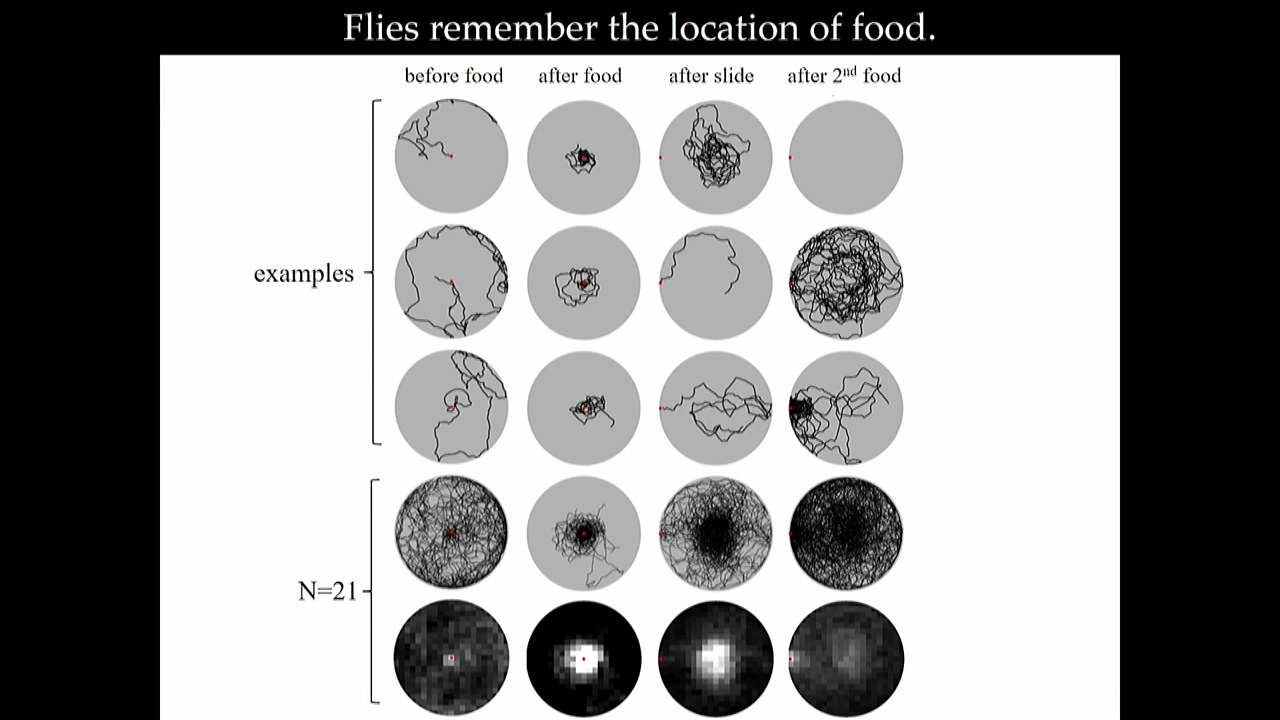 Flies remember the location of food.
before food after food after slide after 2nd food
examples
N=21